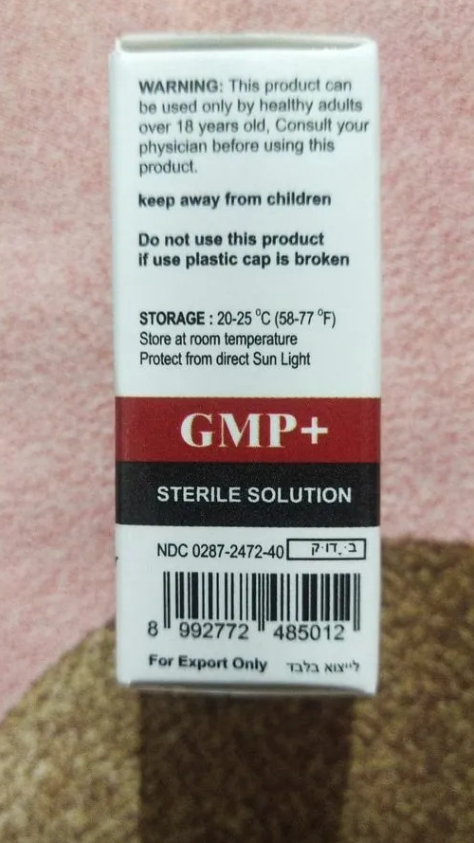 WARNING: This product can
be used only by healthy adults
over 18 years old, Consult your
physician before using this
product.
keep away from children
Do not use this product
if use plastic cap is broken
STORAGE : 20-25 °C (58-77 °F)
Store at room temperature
Protect from direct Sun Light
GMP+
STERILE SOLUTION
NDC 0287-2472-40 ב.דו.ק
8 992772 485012
For Export Only לייצוא בלבד